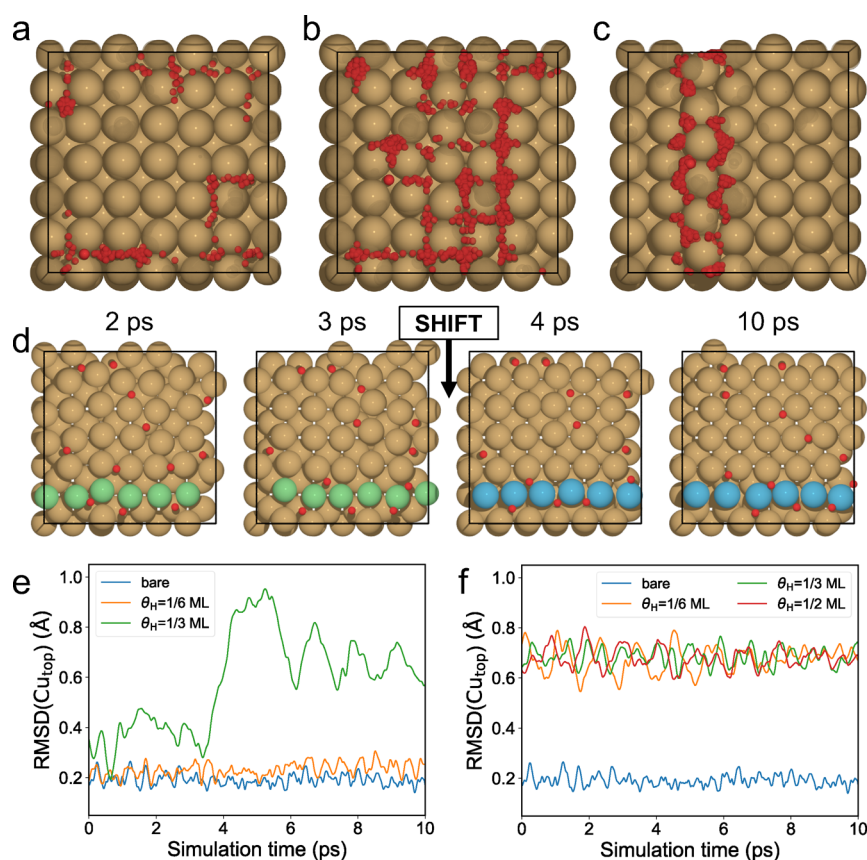 a b c
2 ps 3 ps SHIFT 4 ps 10 ps
d
e f
1.0 0.8 0.6 0.4 0.2
RMSD(Cu_top) (Å)
bare
θ_H=1/6 ML
θ_H=1/3 ML
0 2 4 6 8 10
Simulation time (ps)
1.0 0.8 0.6 0.4 0.2
RMSD(Cu_top) (Å)
bare θ_H=1/3 ML
θ_H=1/6 ML θ_H=1/2 ML
0 2 4 6 8 10
Simulation time (ps)